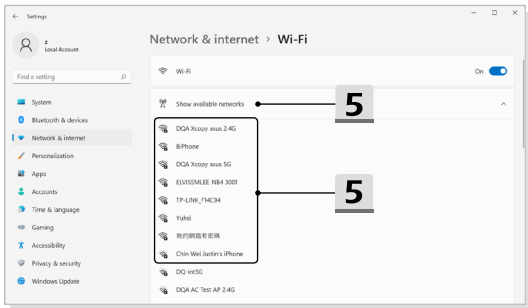 Settings
z
Local Account
Find a setting
System
Bluetooth & devices
Network & internet
Personalization
Apps
Accounts
Time & language
Gaming
Accessibility
Privacy & security
Windows Update
Network & internet > Wi-Fi
Wi-Fi
On
Show available networks
5
DQA Xcopy asus 2.4G
BiPhone
DQA Xcopy asus 5G
ELVISSMLEE-NB4 3001
TP-LINK_F14C94
5
Yuhsi
我的網路有密碼
Chin Wei Justin's iPhone
DQ-int5G
DQA AC Test AP 2.4G